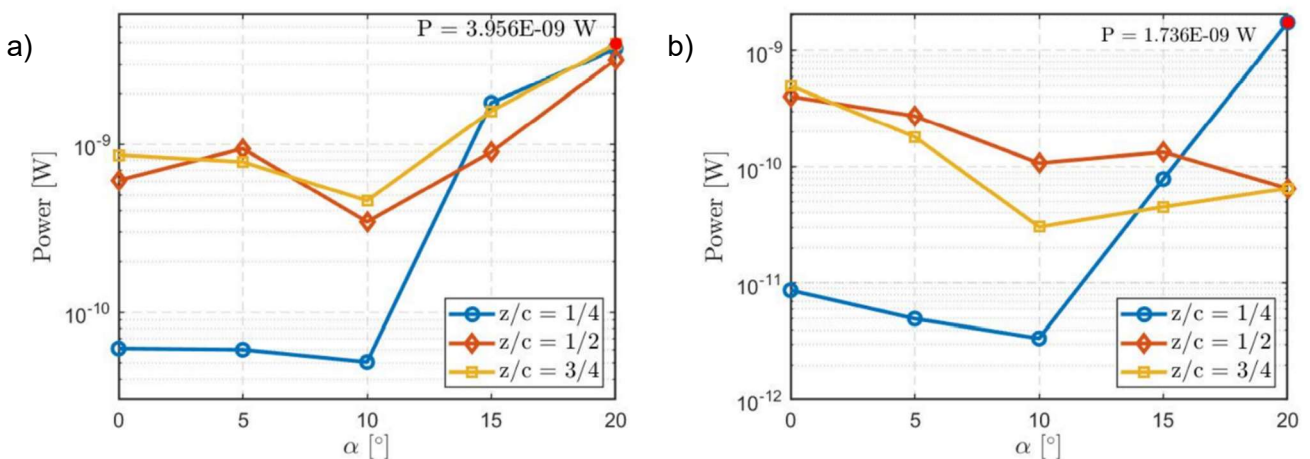 a)
P = 3.956E-09 W
Power [W]
10^-9
10^-10
0 5 10 15 20
α [°]
z/c = 1/4
z/c = 1/2
z/c = 3/4
b)
P = 1.736E-09 W
Power [W]
10^-9
10^-10
10^-11
10^-12
0 5 10 15 20
α [°]
z/c = 1/4
z/c = 1/2
z/c = 3/4